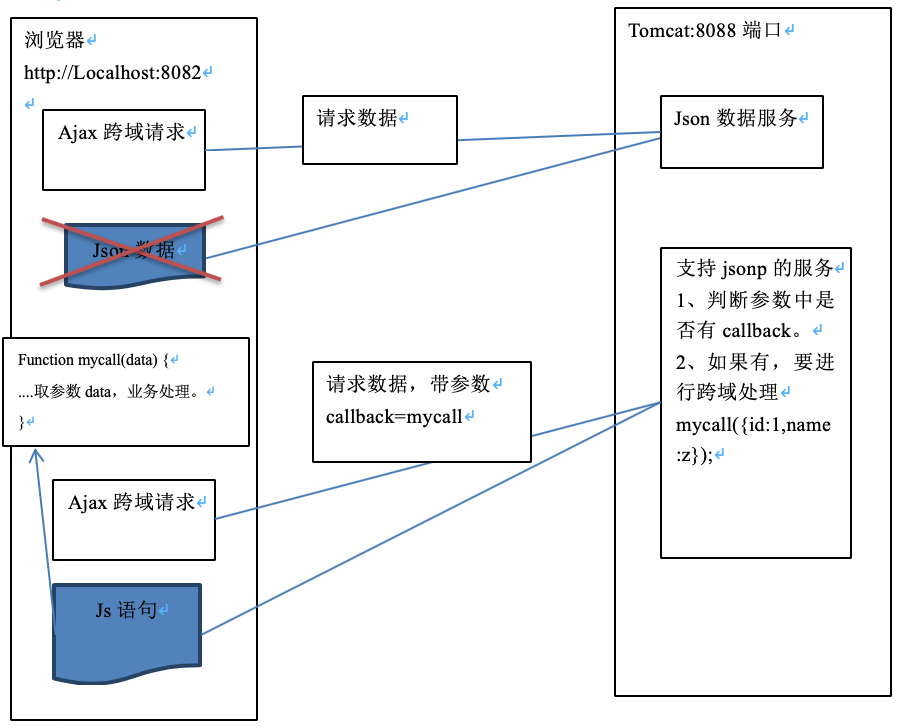 浏览器
http://Localhost:8082
Ajax 跨域请求
Json 数据
Function mycall(data) {
....取参数 data，业务处理。
}
Ajax 跨域请求
Js 语句
请求数据
请求数据，带参数
callback=mycall
Tomcat:8088 端口
Json 数据服务
支持 jsonp 的服务
1、判断参数中是
否有 callback。
2、如果有，要进
行跨域处理
mycall({id:1,name
:z});